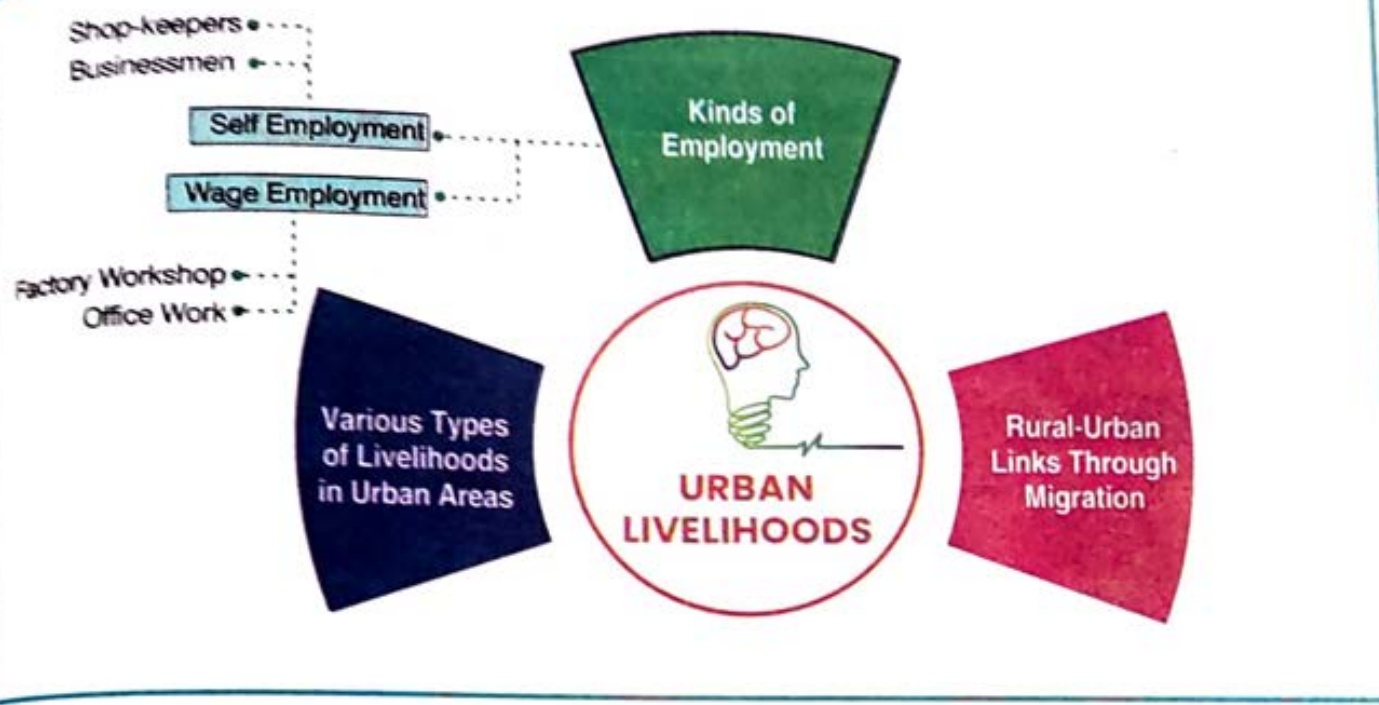 Shop-keepers
Businessmen
Self Employment
Wage Employment
Factory Workshop
Office Work
Kinds of
Employment
Various Types
of Livelihoods
in Urban Areas
URBAN
LIVELIHOODS
Rural-Urban
Links Through
Migration